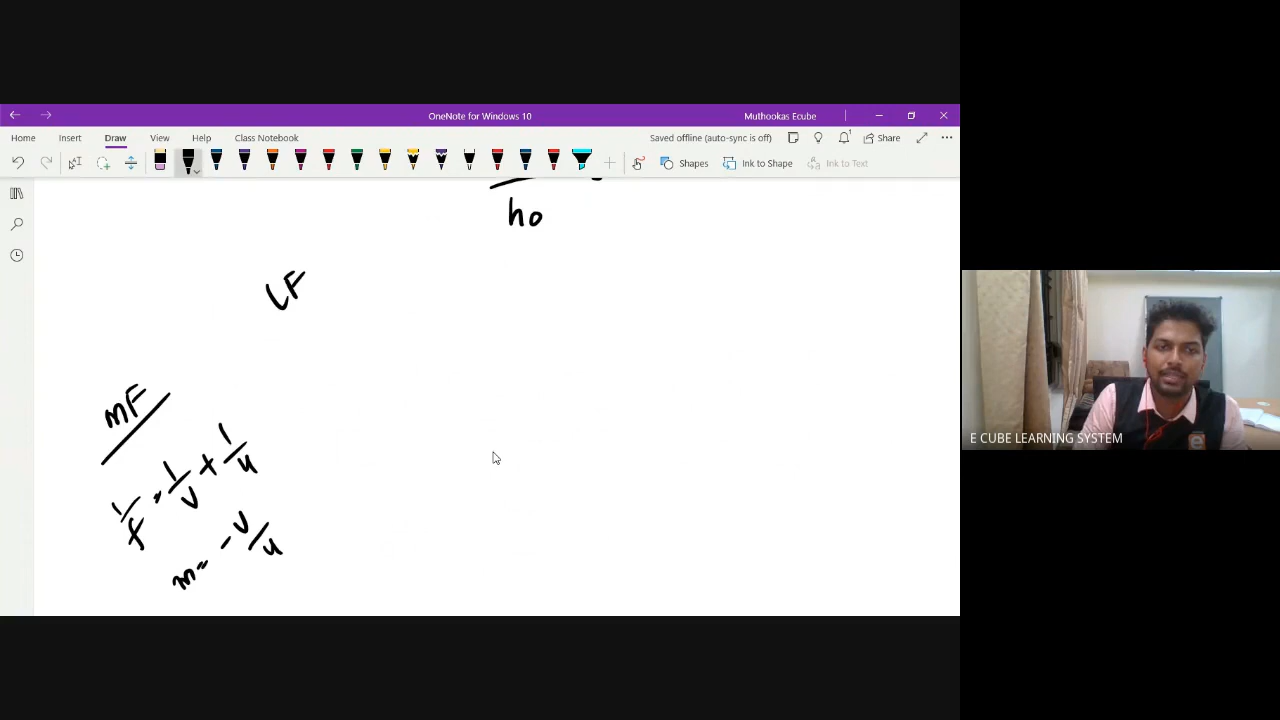 OneNote for Windows 10
Muthookas Ecube
Home Insert Draw View Help Class Notebook
Saved offline (auto-sync is off)
Share
Shapes Ink to Shape Ink to Text
ho
LF
MF
1/f = 1/v + 1/u
m = - v/u
E CUBE LEARNING SYSTEM